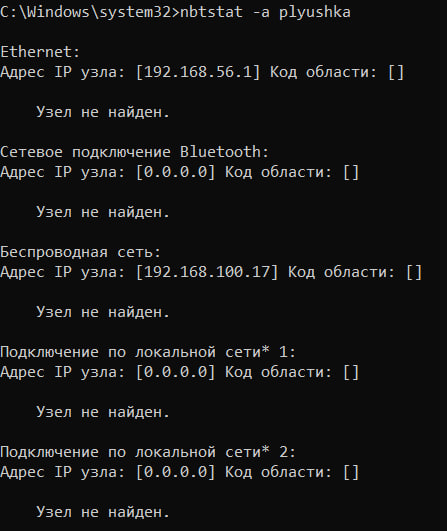 C:\Windows\system32>nbtstat -a plyushka
Ethernet:
Адрес IP узла: [192.168.56.1] Код области: []
Узел не найден.
Сетевое подключение Bluetooth:
Адрес IP узла: [0.0.0.0] Код области: []
Узел не найден.
Беспроводная сеть:
Адрес IP узла: [192.168.100.17] Код области: []
Узел не найден.
Подключение по локальной сети* 1:
Адрес IP узла: [0.0.0.0] Код области: []
Узел не найден.
Подключение по локальной сети* 2:
Адрес IP узла: [0.0.0.0] Код области: []
Узел не найден.